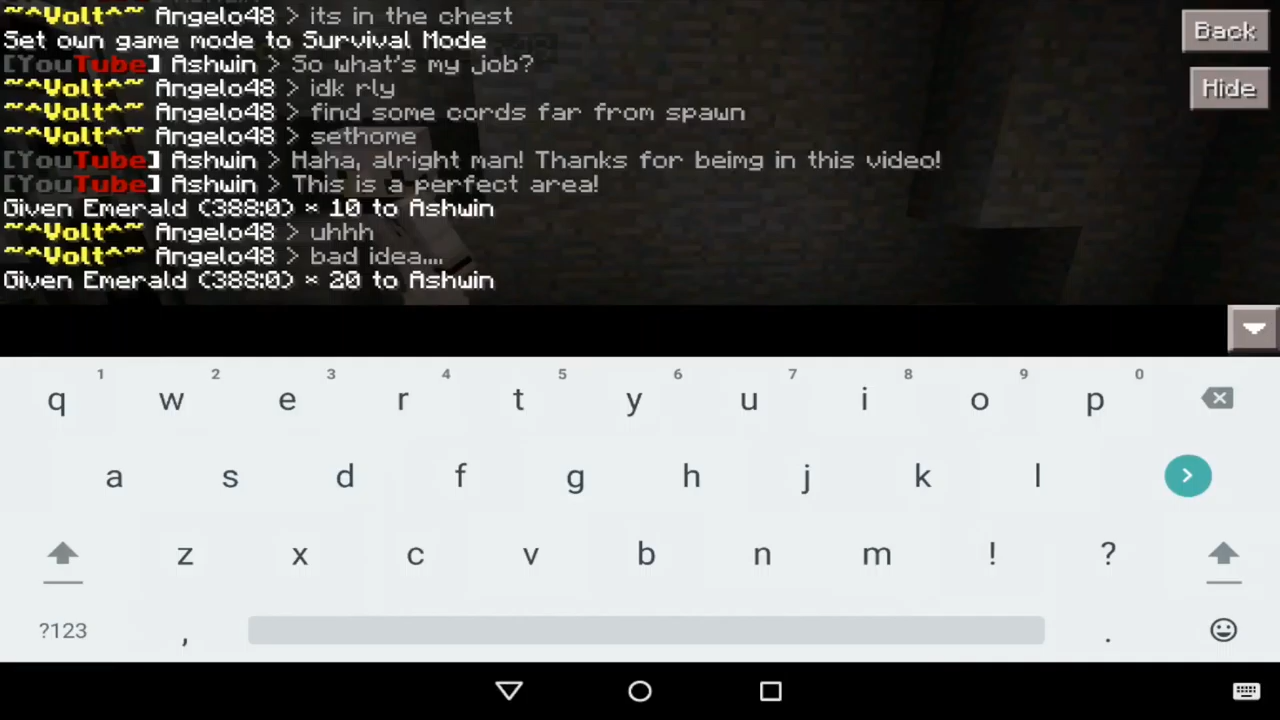 ~^Volt^~ Angelo48 > its in the chest
Set own game mode to Survival Mode
[YouTube] Ashwin > So what's my job?
~^Volt^~ Angelo48 > idk rly
~^Volt^~ Angelo48 > find some cords far from spawn
~^Volt^~ Angelo48 > sethome
[YouTube] Ashwin > Haha, alright man! Thanks for beimg in this video!
[YouTube] Ashwin > This is a perfect area!
Given Emerald (388:0) × 10 to Ashwin
~^Volt^~ Angelo48 > uhhh
~^Volt^~ Angelo48 > bad idea....
Given Emerald (388:0) × 20 to Ashwin
Back
Hide
1 2 3 4 5 6 7 8 9 0
q w e r t y u i o p
a s d f g h j k l
z x c v b n m ! ?
?123 , .